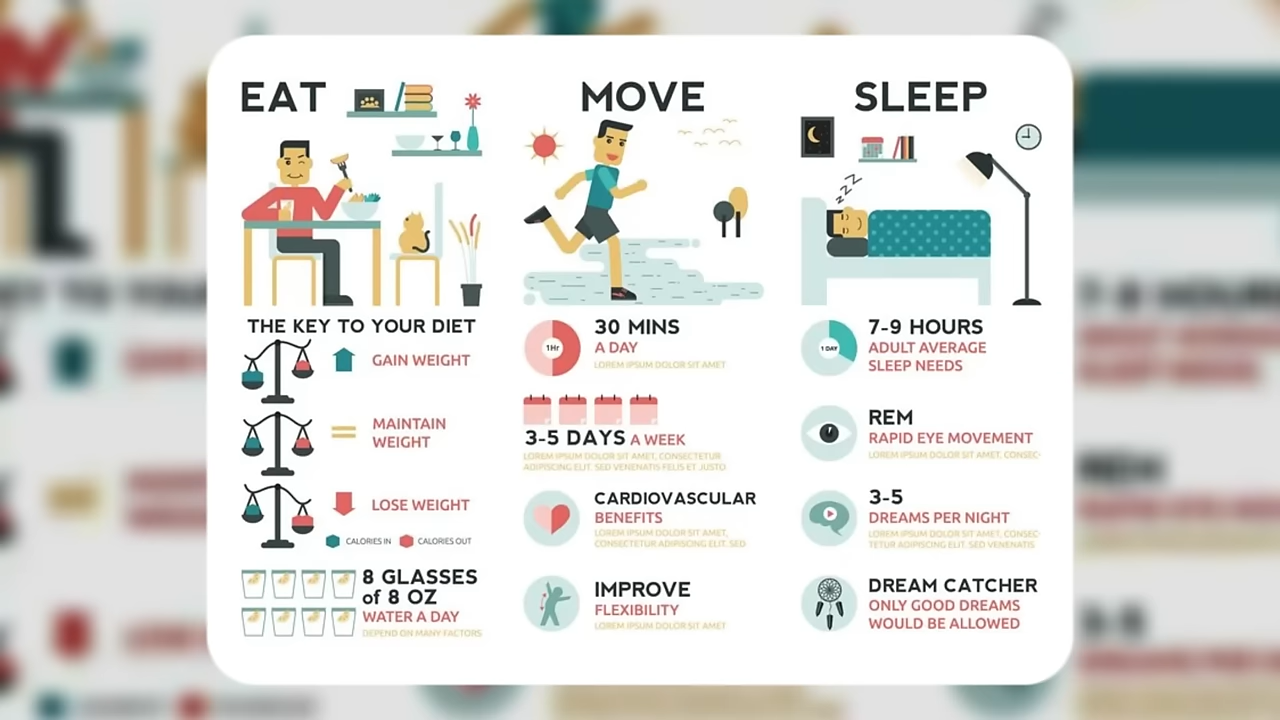 EAT
THE KEY TO YOUR DIET
GAIN WEIGHT
MAINTAIN
WEIGHT
LOSE WEIGHT
CALORIES IN CALORIES OUT
8 GLASSES
of 8 OZ
WATER A DAY
DEPEND ON MANY FACTORS
MOVE
1Hr
30 MINS
A DAY
LOREM IPSUM DOLOR SIT AMET
3-5 DAYS A WEEK
LOREM IPSUM DOLOR SIT AMET, CONSECTETUR
ADIPISCING ELIT. SED VENENATIS FELIS ET JUSTO
CARDIOVASCULAR
BENEFITS
LOREM IPSUM DOLOR SIT AMET,
CONSECTETUR ADIPISCING ELIT. SED
IMPROVE
FLEXIBILITY
LOREM IPSUM DOLOR SIT AMET
SLEEP
ZZZ
1 DAY
7-9 HOURS
ADULT AVERAGE
SLEEP NEEDS
REM
RAPID EYE MOVEMENT
LOREM IPSUM DOLOR SIT AMET, CONSEC-
3-5
DREAMS PER NIGHT
LOREM IPSUM DOLOR SIT AMET, CONSEC-
TETUR ADIPISCING ELIT. SED VENENATIS
DREAM CATCHER
ONLY GOOD DREAMS
WOULD BE ALLOWED